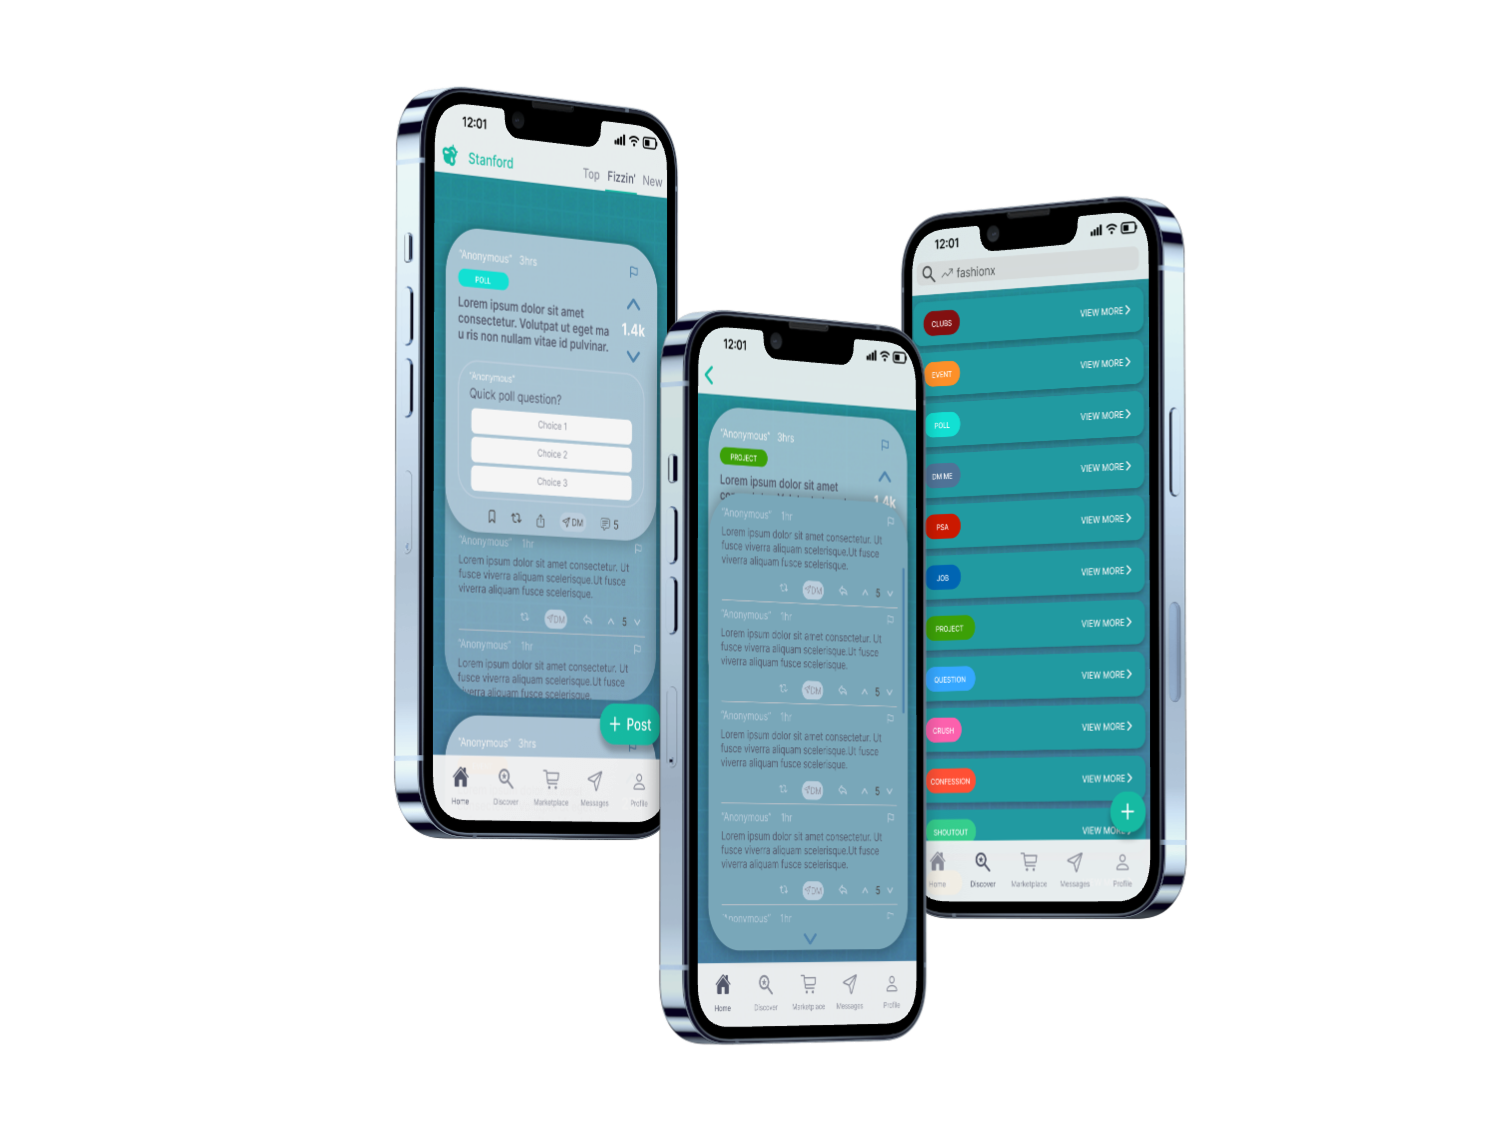 12:01
Stanford
Top Fizzin' New
"Anonymous" 3hrs
POLL
Lorem ipsum dolor sit amet
consectetur. Volutpat ut eget ma
u ris non nullam vitae id pulvinar.
1.4k
"Anonymous"
Quick poll question?
Choice 1
Choice 2
Choice 3
DM 5
"Anonymous" 1hr
Lorem ipsum dolor sit amet consectetur. Ut
fusce viverra aliquam scelerisque.Ut fusce
viverra aliquam fusce scelerisque.
DM 5
"Anonymous" 1hr
Lorem ipsum dolor sit amet consectetur. Ut
fusce viverra aliquam scelerisque.Ut fusce
viverra aliquam fusce scelerisque.
+ Post
"Anonymous" 3hrs
Home Discover Marketplace Messages Profile
12:01
"Anonymous" 3hrs
PROJECT
Lorem ipsum dolor sit amet
1.4k
"Anonymous" 1hr
Lorem ipsum dolor sit amet consectetur. Ut
fusce viverra aliquam scelerisque.Ut fusce
viverra aliquam fusce scelerisque.
DM 5
"Anonymous" 1hr
Lorem ipsum dolor sit amet consectetur. Ut
fusce viverra aliquam scelerisque.Ut fusce
viverra aliquam fusce scelerisque.
DM 5
"Anonymous" 1hr
Lorem ipsum dolor sit amet consectetur. Ut
fusce viverra aliquam scelerisque.Ut fusce
viverra aliquam fusce scelerisque.
DM 5
"Anonymous" 1hr
Lorem ipsum dolor sit amet consectetur. Ut
fusce viverra aliquam scelerisque.Ut fusce
viverra aliquam fusce scelerisque.
DM 5
"Anonymous" 1hr
Home Discover Marketplace Messages Profile
12:01
fashionx
CLUBS VIEW MORE
EVENT VIEW MORE
POLL VIEW MORE
DM ME VIEW MORE
PSA VIEW MORE
JOB VIEW MORE
PROJECT VIEW MORE
QUESTION VIEW MORE
CRUSH VIEW MORE
CONFESSION VIEW MORE
SHOUTOUT VIEW MORE
+
Home Discover Marketplace Messages Profile